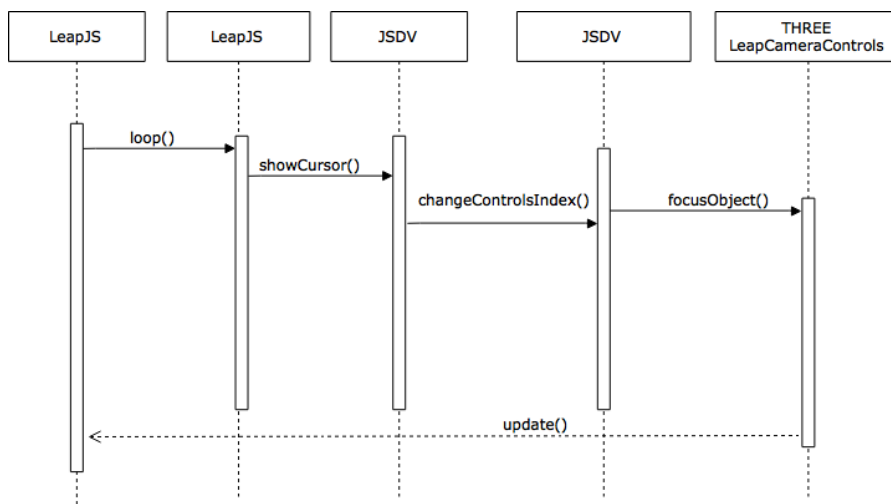 LeapJS
LeapJS
JSDV
JSDV
THREE
LeapCameraControls
loop()
showCursor()
changeControlsIndex()
focusObject()
update()